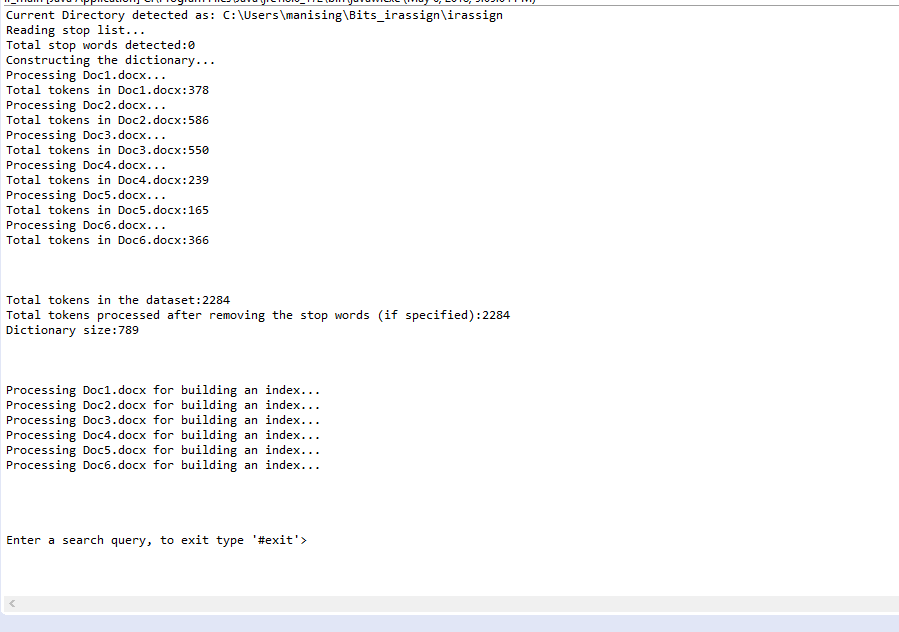 Current Directory detected as: C:\Users\manising\Bits_irassign\irassign
Reading stop list...
Total stop words detected:0
Constructing the dictionary...
Processing Doc1.docx...
Total tokens in Doc1.docx:378
Processing Doc2.docx...
Total tokens in Doc2.docx:586
Processing Doc3.docx...
Total tokens in Doc3.docx:550
Processing Doc4.docx...
Total tokens in Doc4.docx:239
Processing Doc5.docx...
Total tokens in Doc5.docx:165
Processing Doc6.docx...
Total tokens in Doc6.docx:366
Total tokens in the dataset:2284
Total tokens processed after removing the stop words (if specified):2284
Dictionary size:789
Processing Doc1.docx for building an index...
Processing Doc2.docx for building an index...
Processing Doc3.docx for building an index...
Processing Doc4.docx for building an index...
Processing Doc5.docx for building an index...
Processing Doc6.docx for building an index...
Enter a search query, to exit type '#exit'>